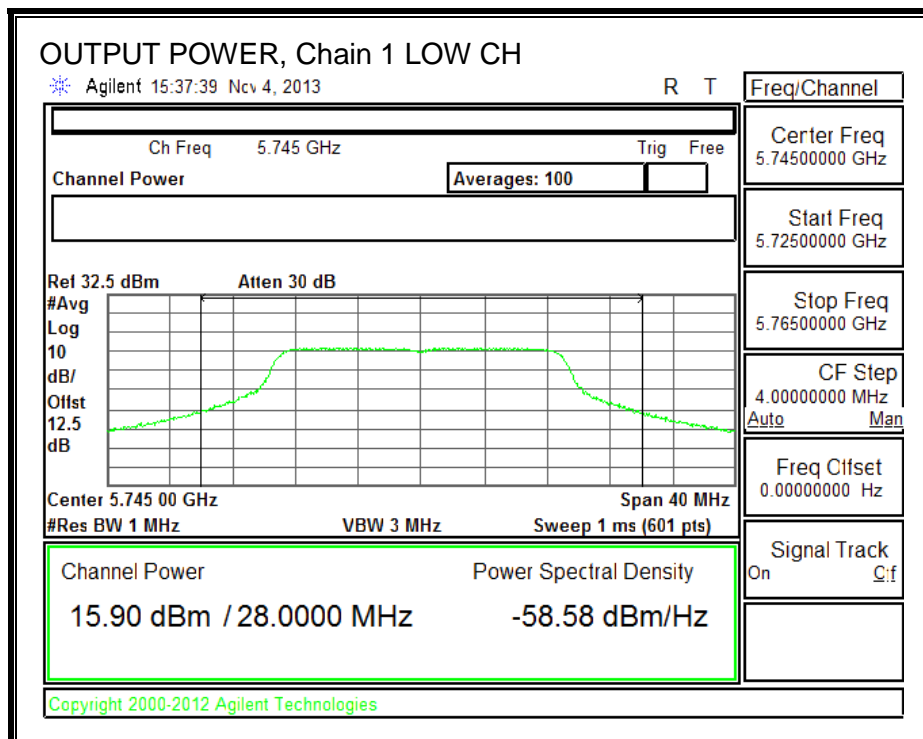 OUTPUT POWER, Chain 1 LOW CH
Agilent 15:37:39 Nov 4, 2013 R T
Freq/Channel
Ch Freq 5.745 GHz Trig Free
Channel Power Averages: 100
Center Freq
5.74500000 GHz
Start Freq
5.72500000 GHz
Stop Freq
5.76500000 GHz
CF Step
4.00000000 MHz
Auto Man
Freq Offset
0.00000000 Hz
Signal Track
On Off
Ref 32.5 dBm Atten 30 dB
#Avg
Log
10
dB/
Offst
12.5
dB
Center 5.745 00 GHz Span 40 MHz
#Res BW 1 MHz VBW 3 MHz Sweep 1 ms (601 pts)
Channel Power Power Spectral Density
15.90 dBm / 28.0000 MHz -58.58 dBm/Hz
Copyright 2000-2012 Agilent Technologies